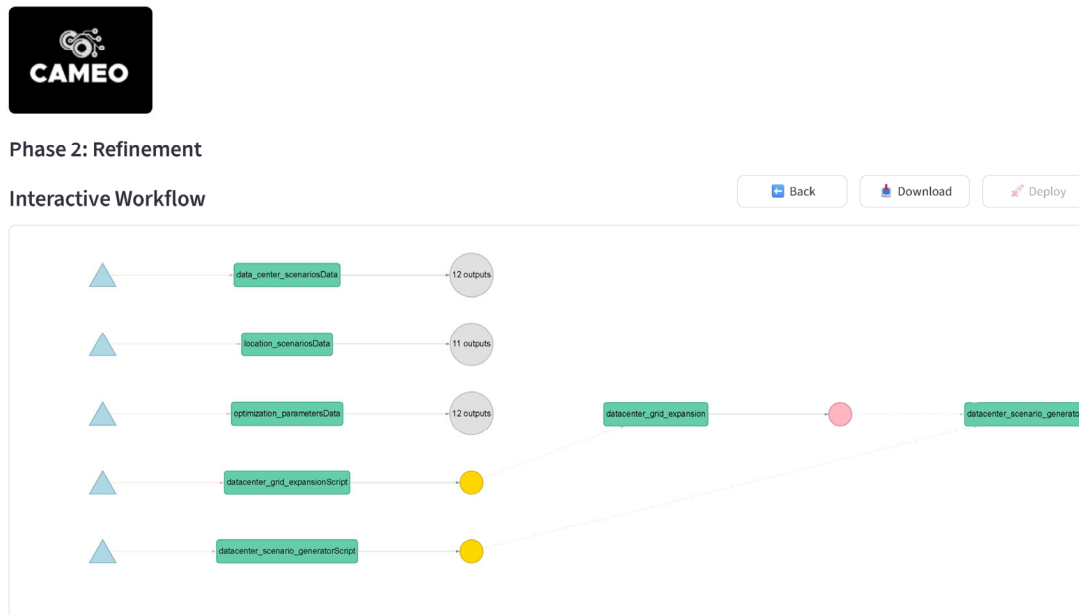 CAMEO
Phase 2: Refinement
Interactive Workflow
Back
Download
Deploy
data_center_scenariosData
12 outputs
location_scenariosData
11 outputs
optimization_parametersData
12 outputs
datacenter_grid_expansion
datacenter_scenario_generato
datacenter_grid_expansionScript
datacenter_scenario_generatorScript